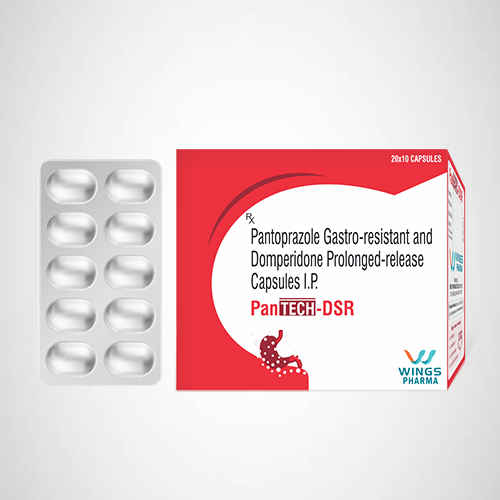 20x10 CAPSULES
Rx
Pantoprazole Gastro-resistant and
Domperidone Prolonged-release
Capsules I.P.
PanTECH-DSR
WINGS
PHARMA